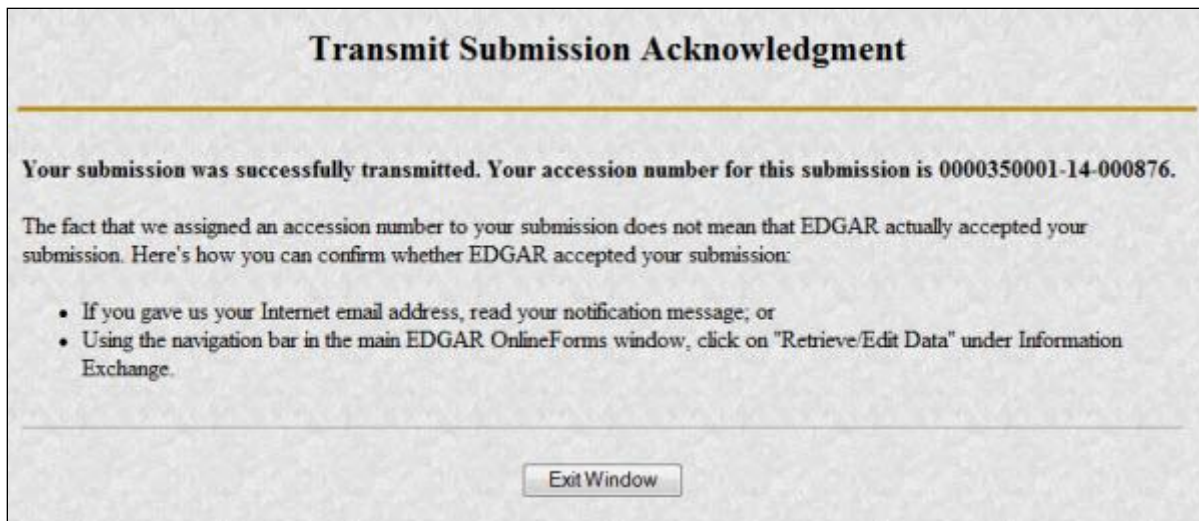 Transmit Submission Acknowledgment
Your submission was successfully transmitted. Your accession number for this submission is 0000350001-14-000876.
The fact that we assigned an accession number to your submission does not mean that EDGAR actually accepted your
submission. Here's how you can confirm whether EDGAR accepted your submission:
• If you gave us your Internet email address, read your notification message; or
• Using the navigation bar in the main EDGAR OnlineForms window, click on "Retrieve/Edit Data" under Information
Exchange.
Exit Window